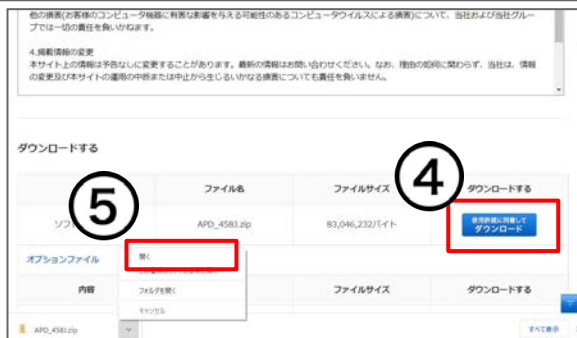 他の損害(お客様のコンピュータ機器に有害な影響を与える可能性のあるコンピュータウイルスによる損害)について、当社および当社グルー
プでは一切の責任を負いかねます。
4.掲載情報の変更
本サイト上の情報は予告なしに変更することがあります。最新の情報はお問い合わせください。なお、理由の如何に関わらず、当社は、情報
の変更及び本サイトの運用の中断または中止から生じるいかなる損害についても責任を負いません。
ダウンロードする
⑤
④
ファイル名
ファイルサイズ
ダウンロードする
ソフ
APD_458J.zip
83,046,232バイト
使用許諾に同意して
ダウンロード
オプションファイル
開く
内容
フォルダを開く
ファイルサイズ
ダウンロードする
キャンセル
APD_458J.zip
すべて表示